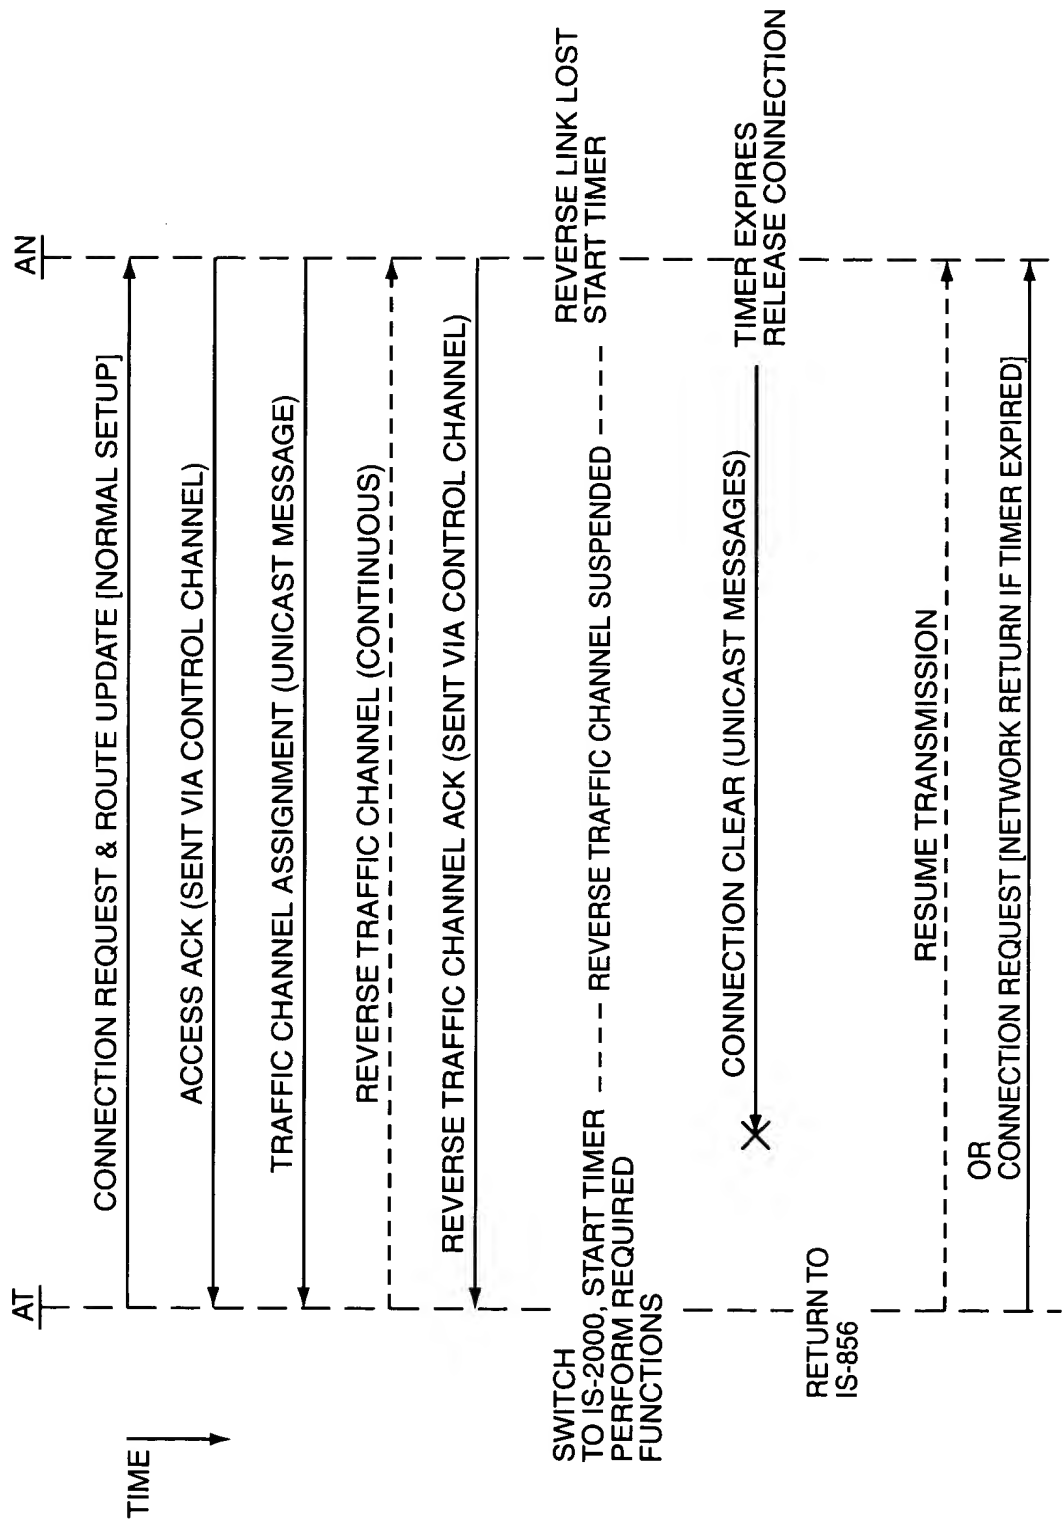 AT
AN
TIME
CONNECTION REQUEST & ROUTE UPDATE [NORMAL SETUP]
ACCESS ACK (SENT VIA CONTROL CHANNEL)
TRAFFIC CHANNEL ASSIGNMENT (UNICAST MESSAGE)
REVERSE TRAFFIC CHANNEL (CONTINUOUS)
REVERSE TRAFFIC CHANNEL ACK (SENT VIA CONTROL CHANNEL)
SWITCH
TO IS-2000, START TIMER
PERFORM REQUIRED
FUNCTIONS
REVERSE TRAFFIC CHANNEL SUSPENDED
REVERSE LINK LOST
START TIMER
CONNECTION CLEAR (UNICAST MESSAGES)
TIMER EXPIRES
RELEASE CONNECTION
RETURN TO
IS-856
RESUME TRANSMISSION
OR
CONNECTION REQUEST [NETWORK RETURN IF TIMER EXPIRED]